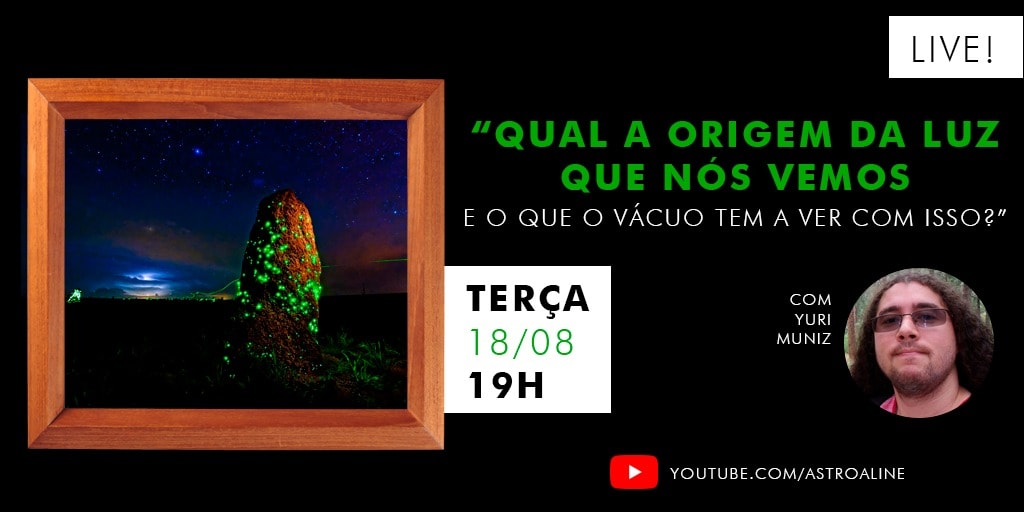 LIVE!
“QUAL A ORIGEM DA LUZ
QUE NÓS VEMOS
E O QUE O VÁCUO TEM A VER COM ISSO?”
TERÇA
18/08
19H
COM
YURI
MUNIZ
YOUTUBE.COM/ASTROALINE